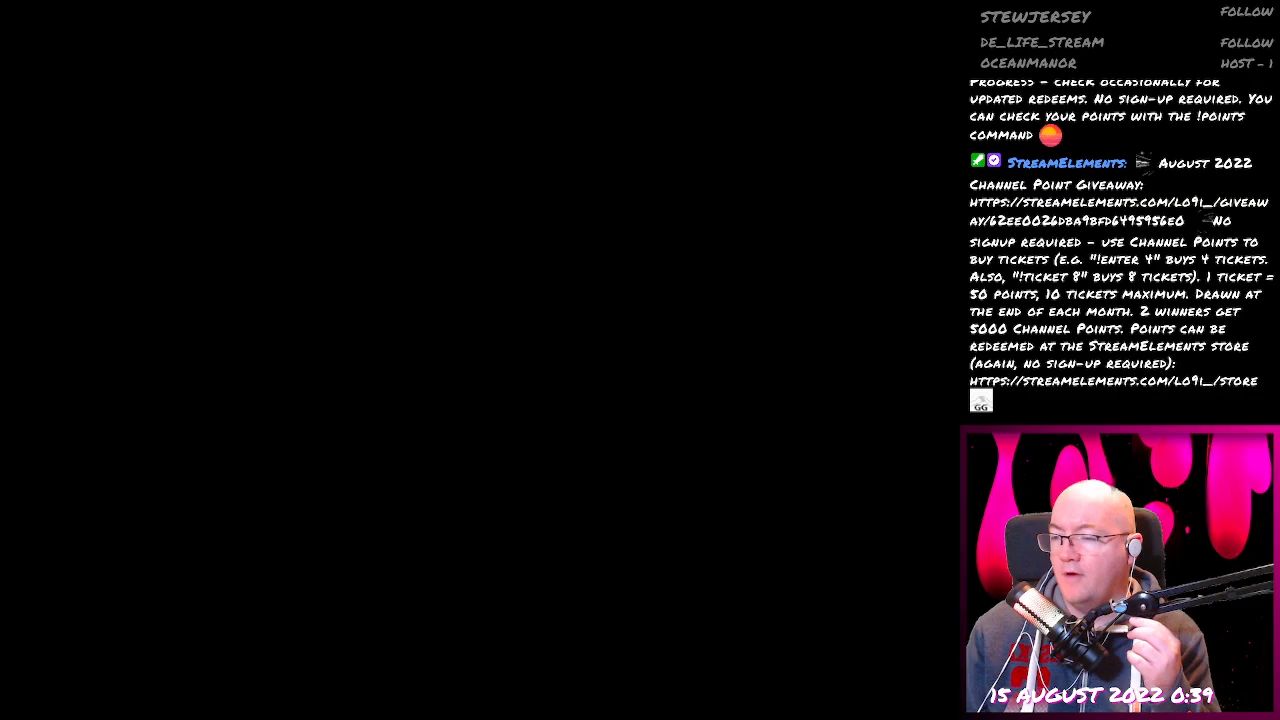 STEWJERSEY FOLLOW
DE_LIFE_STREAM FOLLOW
OCEANMANOR HOST - 1
PROGRESS - CHECK OCCASIONALLY FOR
UPDATED REDEEMS. NO SIGN-UP REQUIRED. YOU
CAN CHECK YOUR POINTS WITH THE !POINTS
COMMAND
STREAMELEMENTS: AUGUST 2022
CHANNEL POINT GIVEAWAY:
HTTPS://STREAMELEMENTS.COM/LO9I_/GIVEAW
AY/62EE0026DBA9BFD6495956E0 NO
SIGNUP REQUIRED - USE CHANNEL POINTS TO
BUY TICKETS (E.G. "!ENTER 4" BUYS 4 TICKETS.
ALSO, "!TICKET 8" BUYS 8 TICKETS). 1 TICKET =
50 POINTS, 10 TICKETS MAXIMUM. DRAWN AT
THE END OF EACH MONTH. 2 WINNERS GET
5000 CHANNEL POINTS. POINTS CAN BE
REDEEMED AT THE STREAMELEMENTS STORE
(AGAIN, NO SIGN-UP REQUIRED):
HTTPS://STREAMELEMENTS.COM/LO9I_/STORE
GG
15 AUGUST 2022 0:39